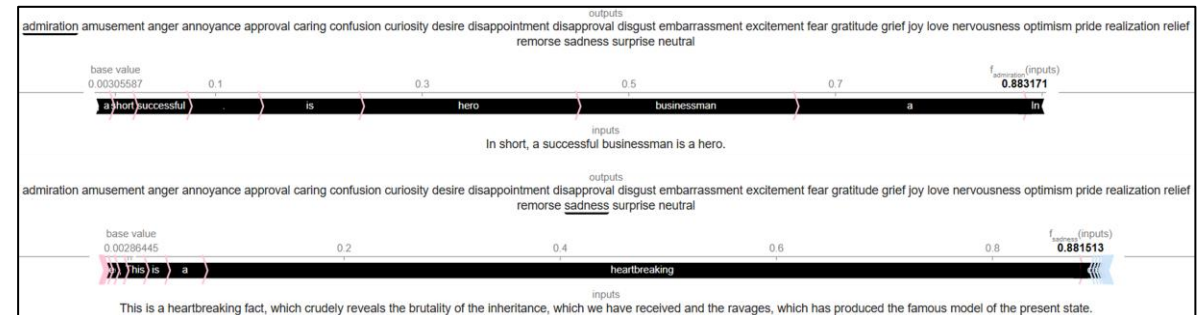 outputs
admiration amusement anger annoyance approval caring confusion curiosity desire disappointment disapproval disgust embarrassment excitement fear gratitude grief joy love nervousness optimism pride realization relief
remorse sadness surprise neutral
base value
f admiration (inputs)
0.00305587 0.1 0.3 0.5 0.7 0.883171
a short successful . is hero businessman a In
inputs
In short, a successful businessman is a hero.
outputs
admiration amusement anger annoyance approval caring confusion curiosity desire disappointment disapproval disgust embarrassment excitement fear gratitude grief joy love nervousness optimism pride realization relief
remorse sadness surprise neutral
base value
f sadness (inputs)
0.00286445 0.2 0.4 0.6 0.8 0.881513
This is a heartbreaking
inputs
This is a heartbreaking fact, which crudely reveals the brutality of the inheritance, which we have received and the ravages, which has produced the famous model of the present state.